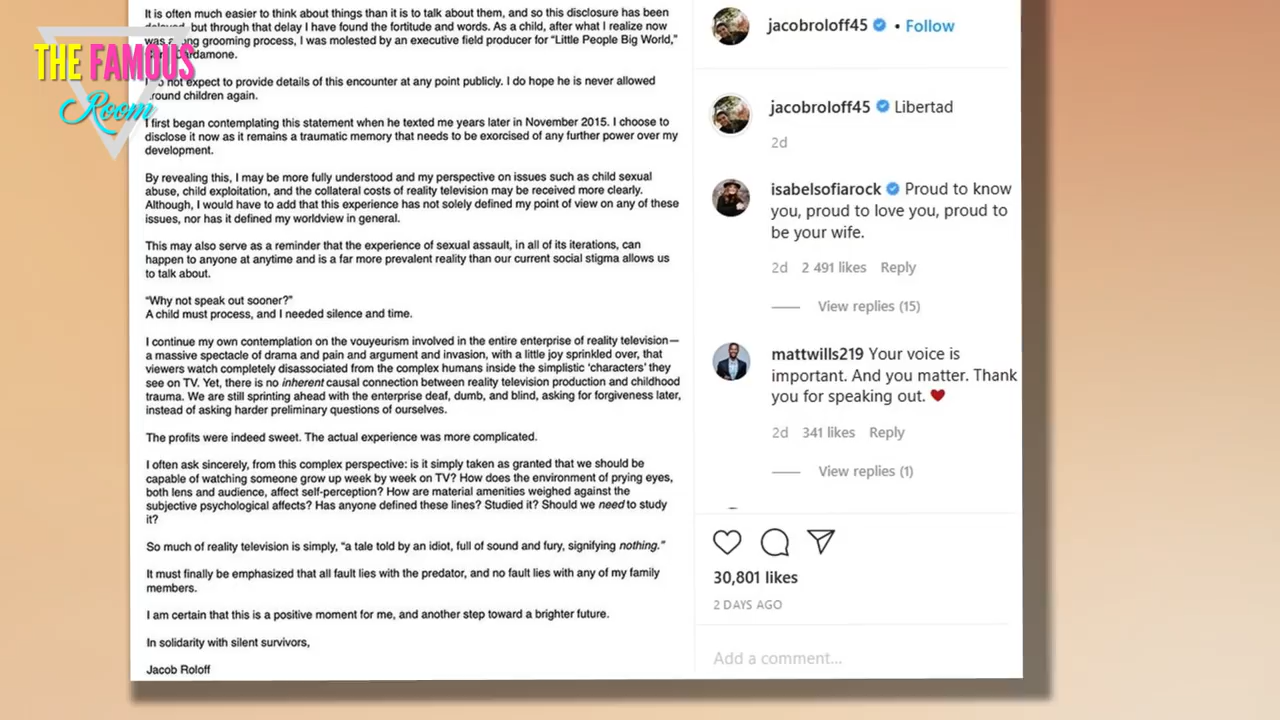 THE FAMOUS
Room
It is often much easier to think about things than it is to talk about them, and so this disclosure has been
but through that delay I have found the fortitude and words. As a child, after what I realize now
was a long grooming process, I was molested by an executive field producer for “Little People Big World,”
ardamone.
I do not expect to provide details of this encounter at any point publicly. I do hope he is never allowed
around children again.
I first began contemplating this statement when he texted me years later in November 2015. I choose to
disclose it now as it remains a traumatic memory that needs to be exorcised of any further power over my
development.
By revealing this, I may be more fully understood and my perspective on issues such as child sexual
abuse, child exploitation, and the collateral costs of reality television may be received more clearly.
Although, I would have to add that this experience has not solely defined my point of view on any of these
issues, nor has it defined my worldview in general.
This may also serve as a reminder that the experience of sexual assault, in all of its iterations, can
happen to anyone at anytime and is a far more prevalent reality than our current social stigma allows us
to talk about.
“Why not speak out sooner?”
A child must process, and I needed silence and time.
I continue my own contemplation on the vouyeurism involved in the entire enterprise of reality television—
a massive spectacle of drama and pain and argument and invasion, with a little joy sprinkled over, that
viewers watch completely disassociated from the complex humans inside the simplistic ‘characters’ they
see on TV. Yet, there is no inherent causal connection between reality television production and childhood
trauma. We are still sprinting ahead with the enterprise deaf, dumb, and blind, asking for forgiveness later,
instead of asking harder preliminary questions of ourselves.
The profits were indeed sweet. The actual experience was more complicated.
I often ask sincerely, from this complex perspective: is it simply taken as granted that we should be
capable of watching someone grow up week by week on TV? How does the environment of prying eyes,
both lens and audience, affect self-perception? How are material amenities weighed against the
subjective psychological affects? Has anyone defined these lines? Studied it? Should we need to study
it?
So much of reality television is simply, “a tale told by an idiot, full of sound and fury, signifying nothing.”
It must finally be emphasized that all fault lies with the predator, and no fault lies with any of my family
members.
I am certain that this is a positive moment for me, and another step toward a brighter future.
In solidarity with silent survivors,
Jacob Roloff
jacobroloff45 • Follow
jacobroloff45 Libertad
2d
isabelsofiarock Proud to know
you, proud to love you, proud to
be your wife.
2d 2 491 likes Reply
View replies (15)
mattwills219 Your voice is
important. And you matter. Thank
you for speaking out.
2d 341 likes Reply
View replies (1)
30,801 likes
2 DAYS AGO
Add a comment...